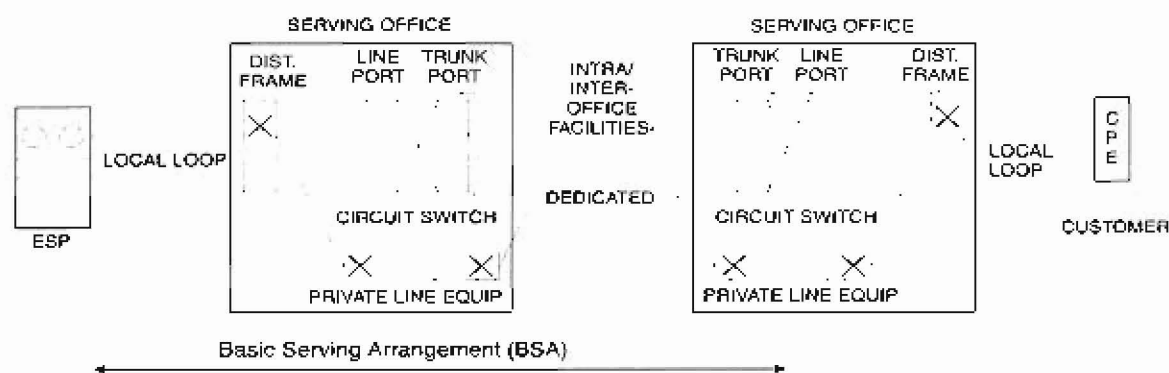 SERVING OFFICE
SERVING OFFICE
DIST.
FRAME
LINE
PORT
TRUNK
PORT
INTRA/
INTER-
OFFICE
FACILITIES
TRUNK
PORT
LINE
PORT
DIST.
FRAME
C
P
E
LOCAL LOOP
LOCAL
LOOP
DEDICATED
CIRCUIT SWITCH
CIRCUIT SWITCH
ESP
CUSTOMER
PRIVATE LINE EQUIP
PRIVATE LINE EQUIP
Basic Serving Arrangement (BSA)